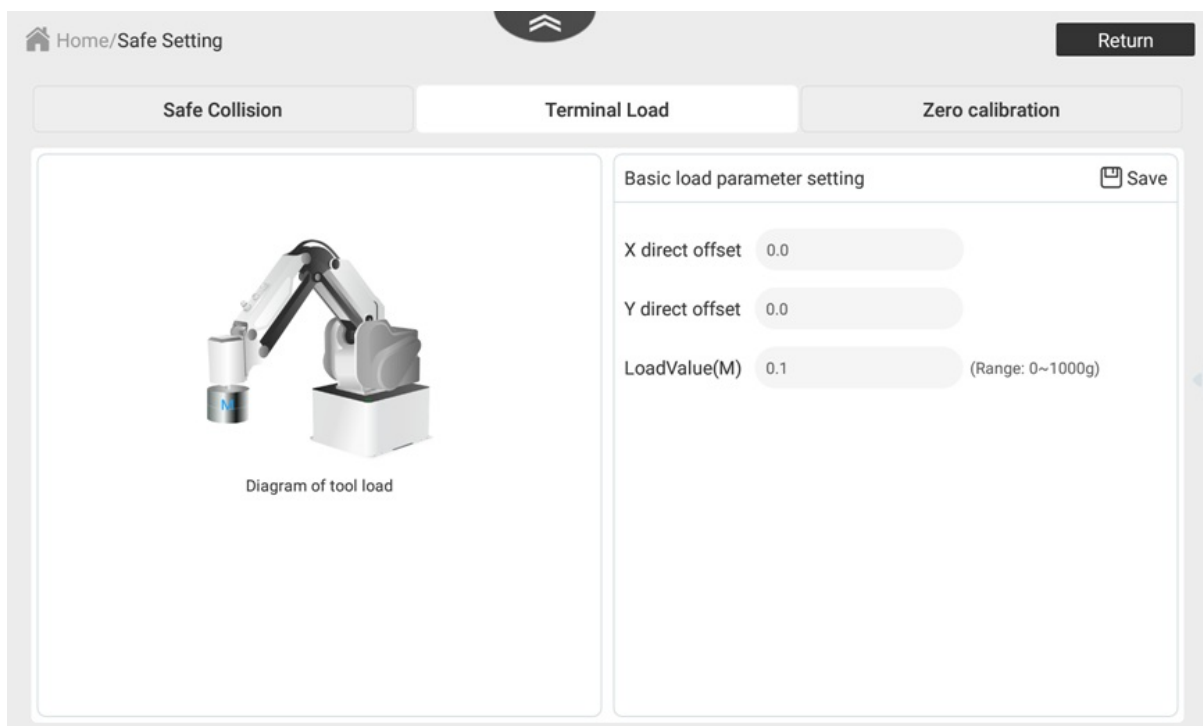 Home/Safe Setting
Return
Safe Collision
Terminal Load
Zero calibration
Basic load parameter setting
Save
X direct offset 0.0
Y direct offset 0.0
LoadValue(M) 0.1 (Range: 0~1000g)
M
Diagram of tool load